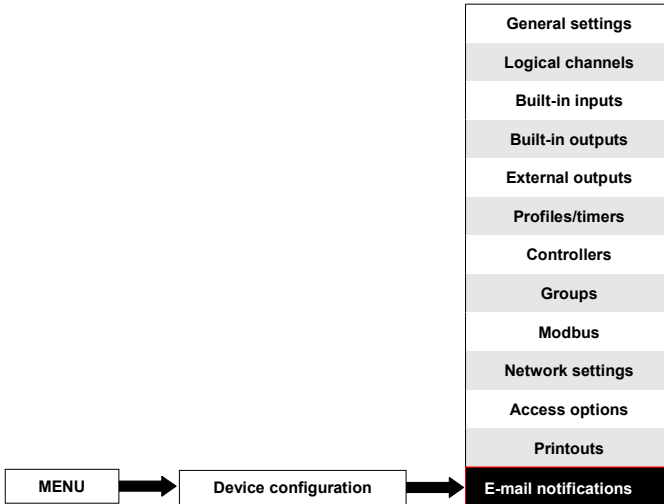 General settings
Logical channels
Built-in inputs
Built-in outputs
External outputs
Profiles/timers
Controllers
Groups
Modbus
Network settings
Access options
Printouts
MENU
Device configuration
E-mail notifications